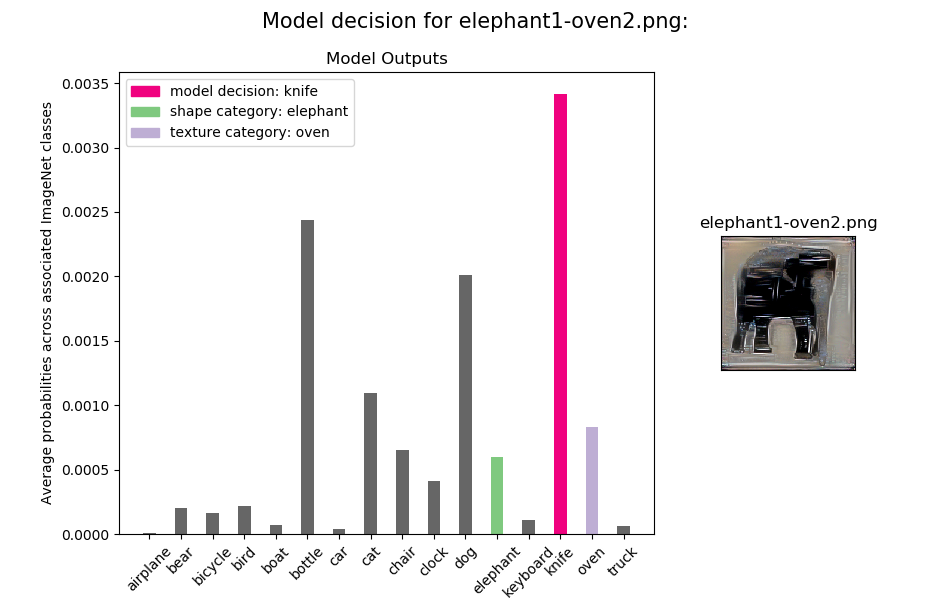 Model decision for elephant1-oven2.png:
Model Outputs
Average probabilities across associated ImageNet classes
0.0035
0.0030
0.0025
0.0020
0.0015
0.0010
0.0005
0.0000
model decision: knife
shape category: elephant
texture category: oven
airplane
bear
bicycle
bird
boat
bottle
car
cat
chair
clock
dog
elephant
keyboard
knife
oven
truck
elephant1-oven2.png